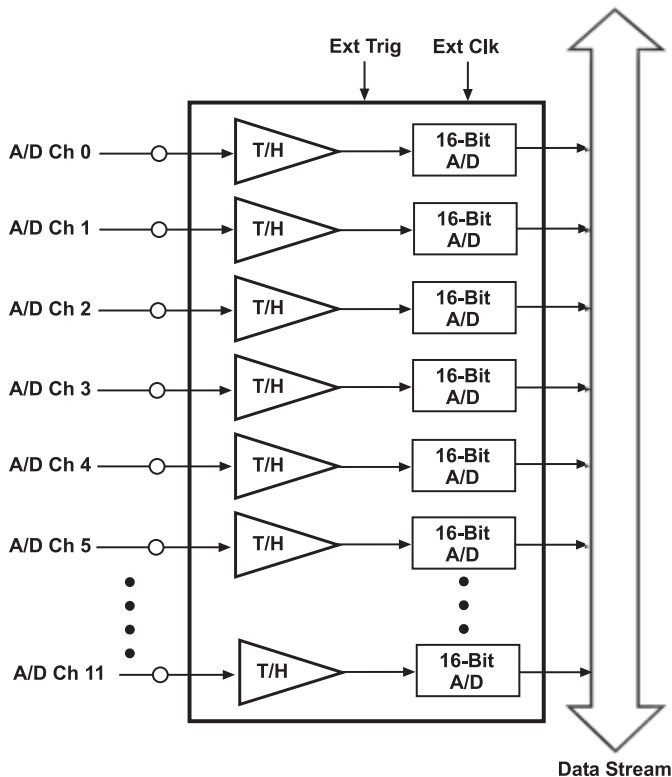 Ext Trig
Ext Clk
A/D Ch 0
T/H
16-Bit
A/D
A/D Ch 1
T/H
16-Bit
A/D
A/D Ch 2
T/H
16-Bit
A/D
A/D Ch 3
T/H
16-Bit
A/D
A/D Ch 4
T/H
16-Bit
A/D
A/D Ch 5
T/H
16-Bit
A/D
A/D Ch 11
T/H
16-Bit
A/D
Data Stream